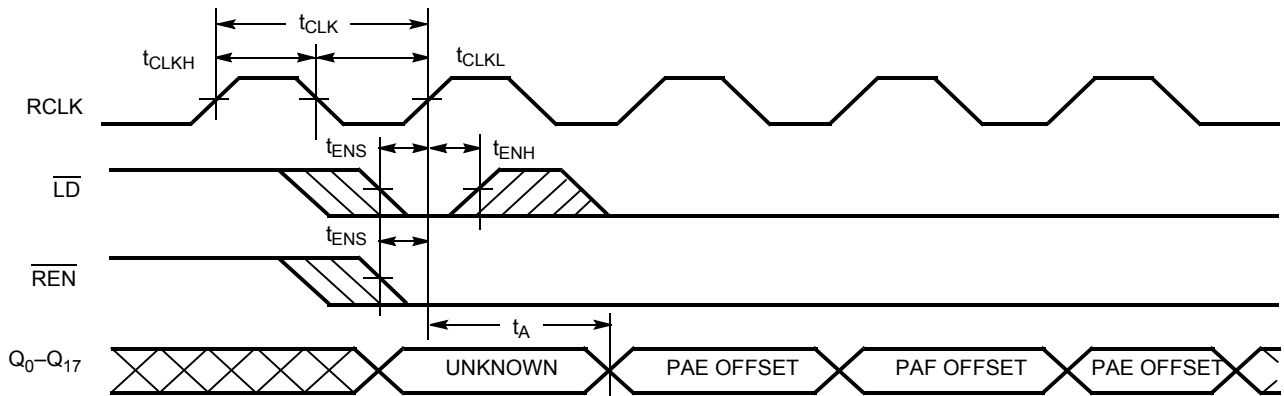 tCLK
tCLKH
tCLKL
RCLK
tENS
tENH
LD
tENS
REN
tA
Q0–Q17
UNKNOWN
PAE OFFSET
PAF OFFSET
PAE OFFSET